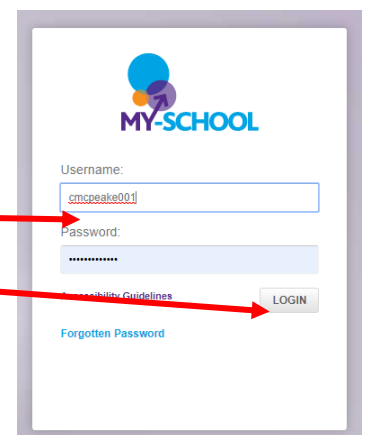 MY-SCHOOL
Username:
cmcpeake001
Password:
•••••••••••••
Accessibility Guidelines
LOGIN
Forgotten Password